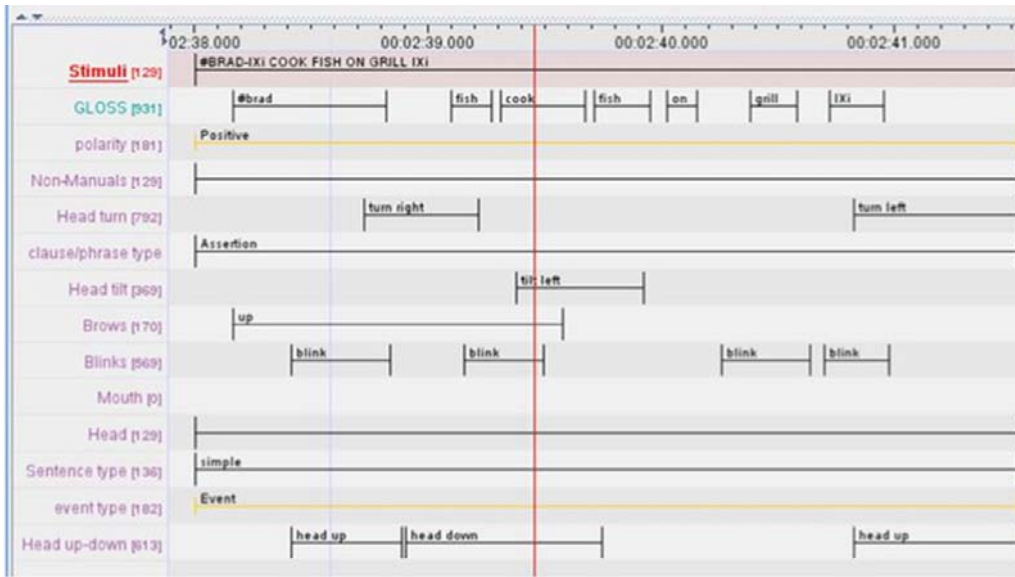 02:38.000 00:02:39.000 00:02:40.000 00:02:41.000
Stimuli [129] #BRAD-IXi COOK FISH ON GRILL IXi
GLOSS [931] #brad fish cook fish on grill IXi
polarity [181] Positive
Non-Manuals [129]
Head turn [792] turn right turn left
clause/phrase type Assertion
Head tilt [369] tilt left
Brows [170] up
Blinks [569] blink blink blink blink
Mouth [0]
Head [129]
Sentence type [136] simple
event type [182] Event
Head up-down [613] head up head down head up